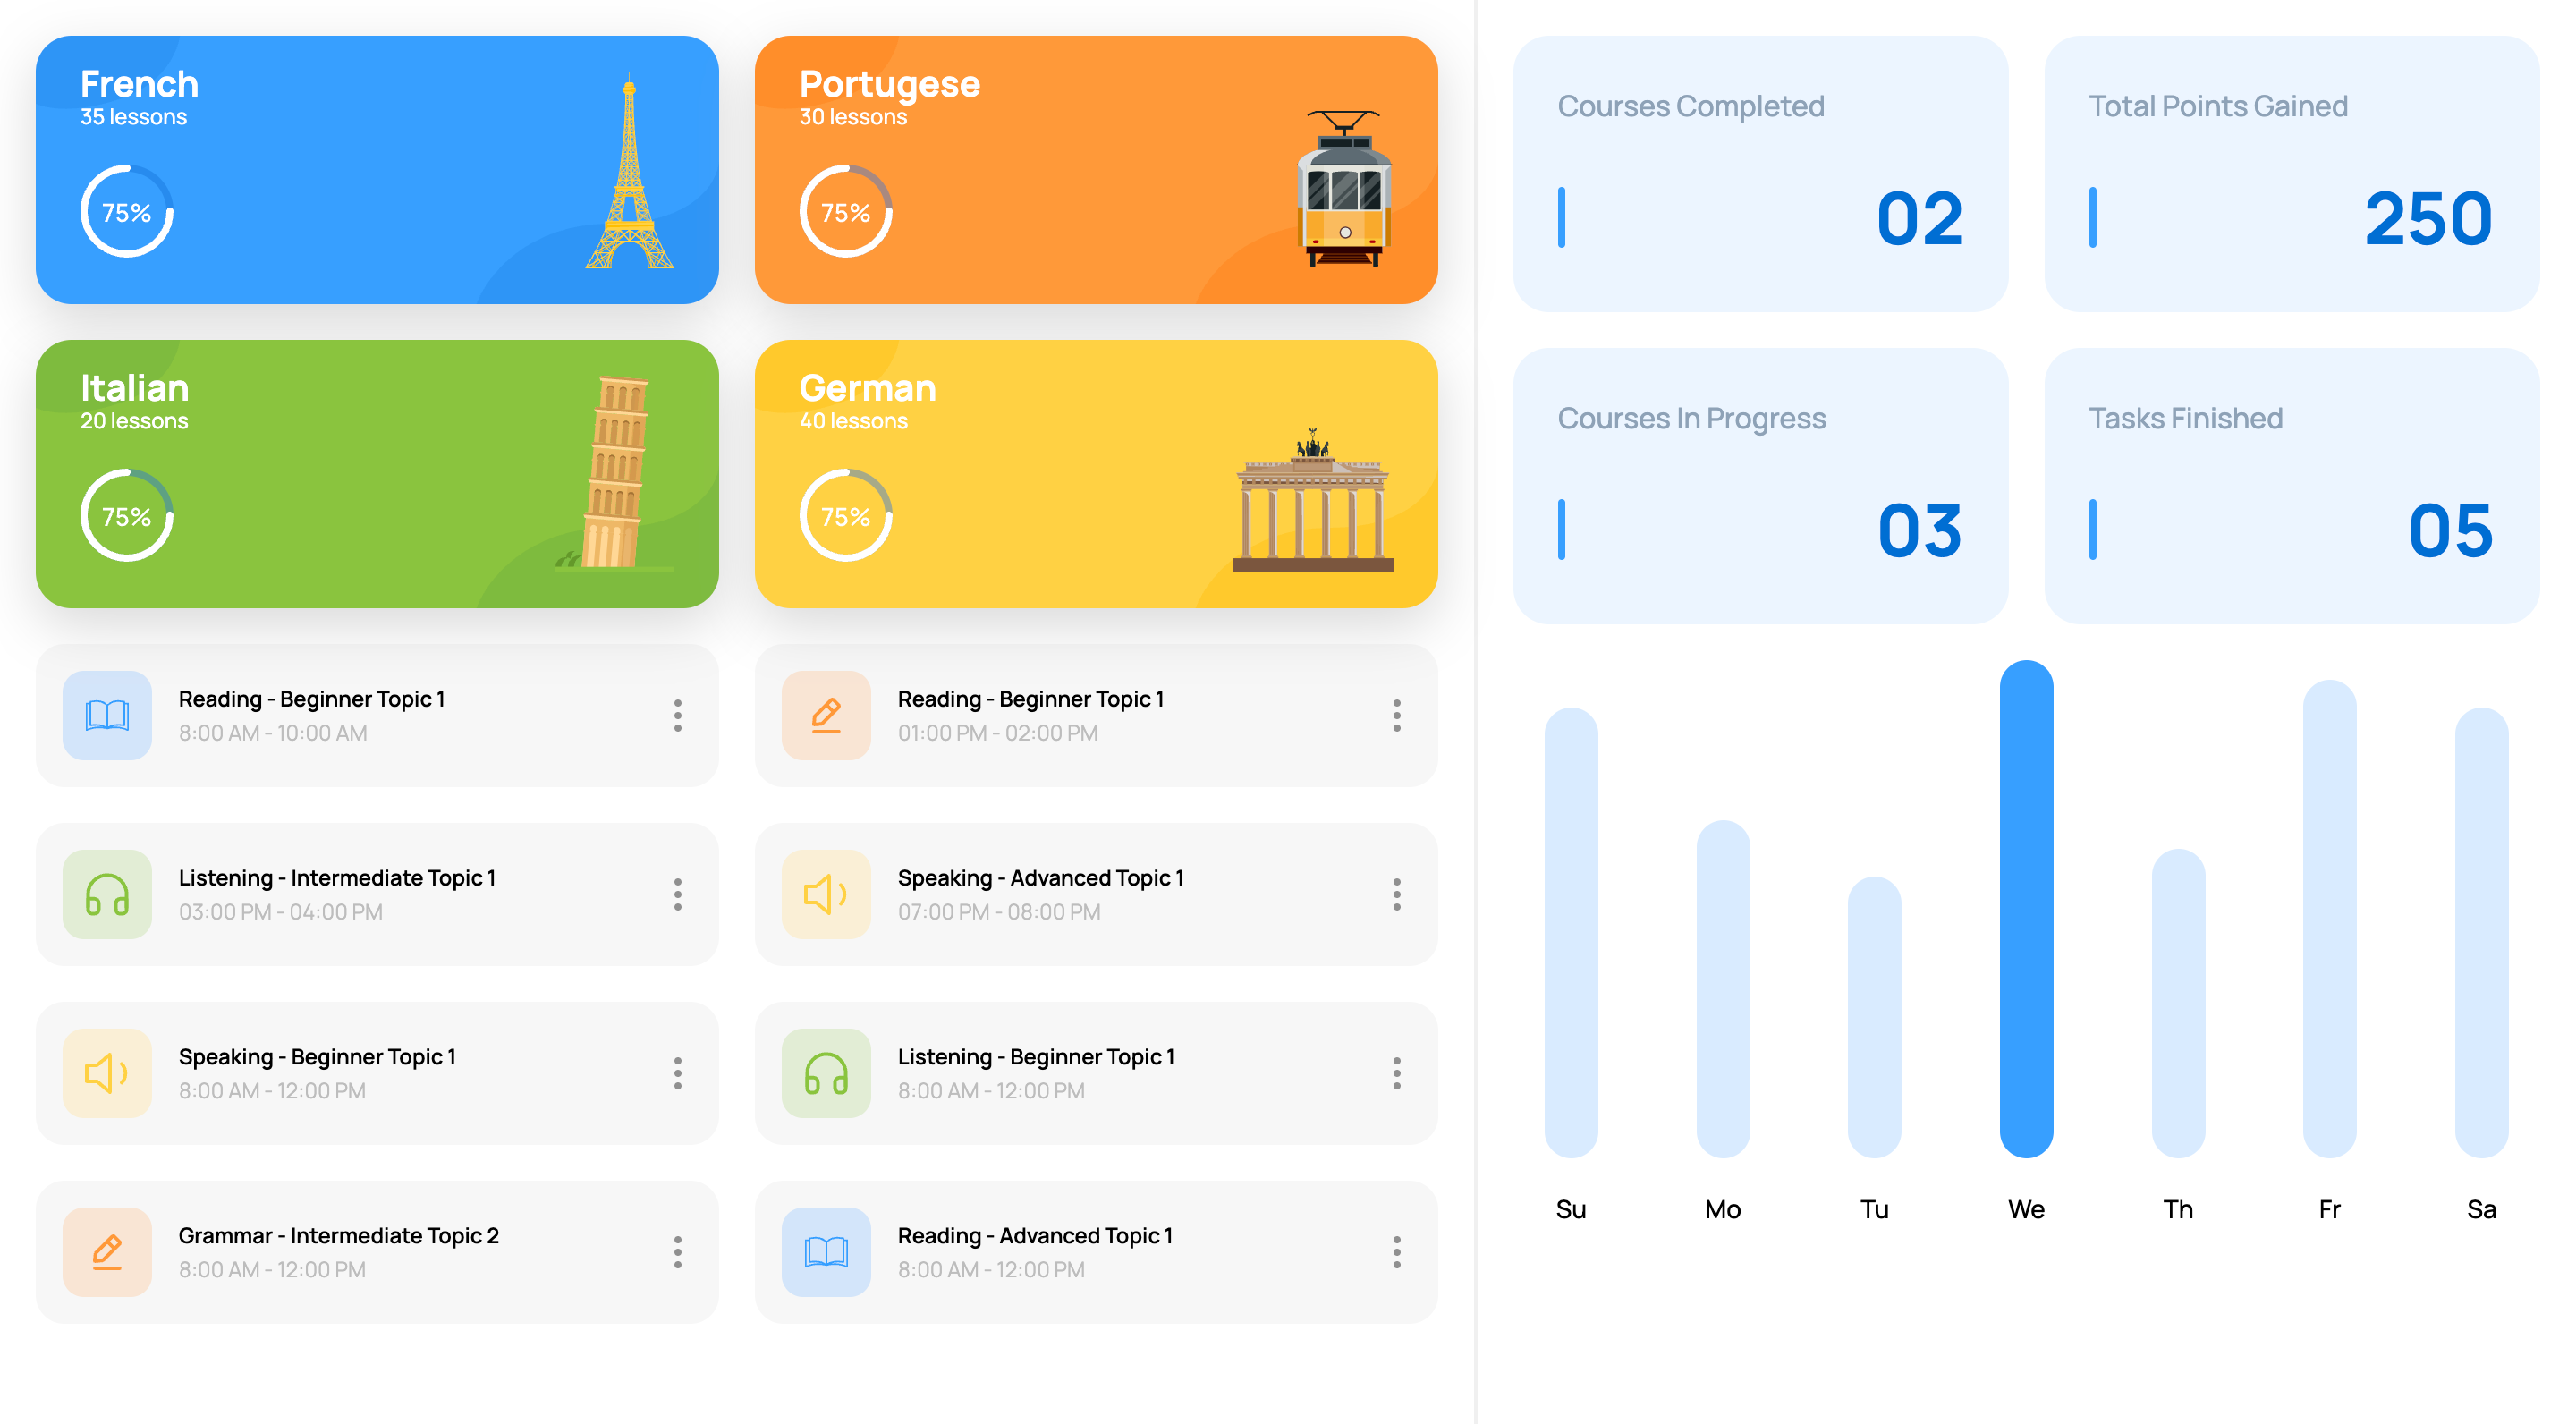 French
35 lessons
75%
Portugese
30 lessons
75%
Italian
20 lessons
75%
German
40 lessons
75%
Reading - Beginner Topic 1
8:00 AM - 10:00 AM
Reading - Beginner Topic 1
01:00 PM - 02:00 PM
Listening - Intermediate Topic 1
03:00 PM - 04:00 PM
Speaking - Advanced Topic 1
07:00 PM - 08:00 PM
Speaking - Beginner Topic 1
8:00 AM - 12:00 PM
Listening - Beginner Topic 1
8:00 AM - 12:00 PM
Grammar - Intermediate Topic 2
8:00 AM - 12:00 PM
Reading - Advanced Topic 1
8:00 AM - 12:00 PM
Courses Completed
02
Total Points Gained
250
Courses In Progress
03
Tasks Finished
05
Su Mo Tu We Th Fr Sa